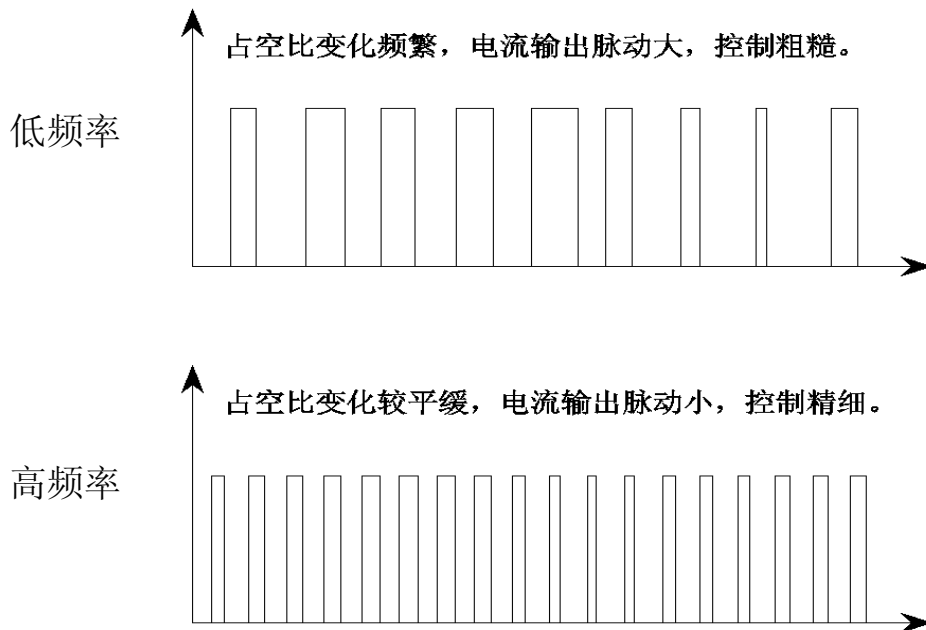 占空比变化频繁，电流输出脉动大，控制粗糙。
低频率
占空比变化较平缓，电流输出脉动小，控制精细。
高频率